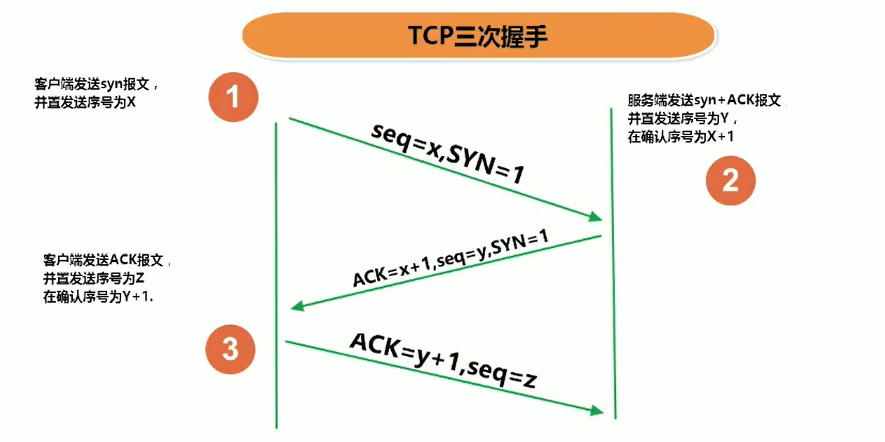 TCP三次握手
客户端发送syn报文，
并置发送序号为X
1
服务端发送syn+ACK报文
并置发送序号为Y，
在确认序号为X+1
2
seq=x,SYN=1
ACK=x+1,seq=y,SYN=1
客户端发送ACK报文，
并置发送序号为Z
在确认序号为Y+1.
3
ACK=y+1,seq=z